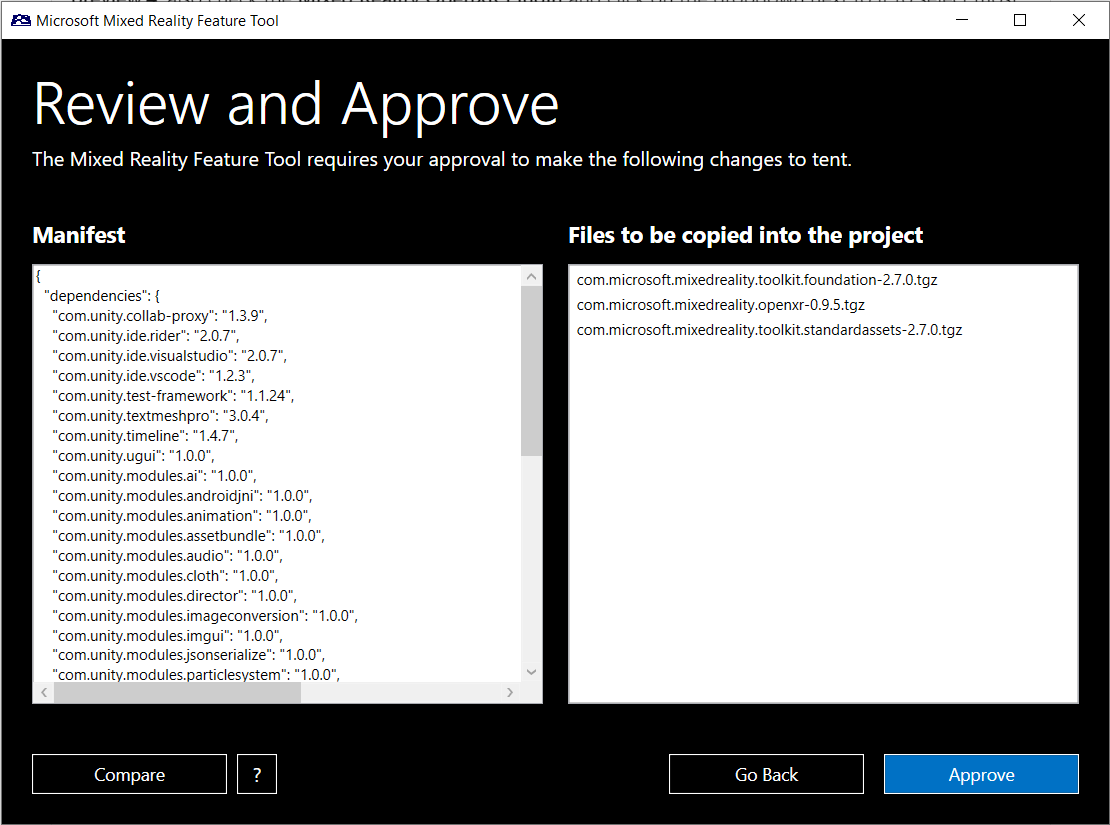 Microsoft Mixed Reality Feature Tool
Review and Approve
The Mixed Reality Feature Tool requires your approval to make the following changes to tent.
Manifest
{
"dependencies": {
"com.unity.collab-proxy": "1.3.9",
"com.unity.ide.rider": "2.0.7",
"com.unity.ide.visualstudio": "2.0.7",
"com.unity.ide.vscode": "1.2.3",
"com.unity.test-framework": "1.1.24",
"com.unity.textmeshpro": "3.0.4",
"com.unity.timeline": "1.4.7",
"com.unity.ugui": "1.0.0",
"com.unity.modules.ai": "1.0.0",
"com.unity.modules.androidjni": "1.0.0",
"com.unity.modules.animation": "1.0.0",
"com.unity.modules.assetbundle": "1.0.0",
"com.unity.modules.audio": "1.0.0",
"com.unity.modules.cloth": "1.0.0",
"com.unity.modules.director": "1.0.0",
"com.unity.modules.imageconversion": "1.0.0",
"com.unity.modules.imgui": "1.0.0",
"com.unity.modules.jsonserialize": "1.0.0",
"com.unity.modules.particlesystem": "1.0.0",
Files to be copied into the project
com.microsoft.mixedreality.toolkit.foundation-2.7.0.tgz
com.microsoft.mixedreality.openxr-0.9.5.tgz
com.microsoft.mixedreality.toolkit.standardassets-2.7.0.tgz
Compare
?
Go Back
Approve